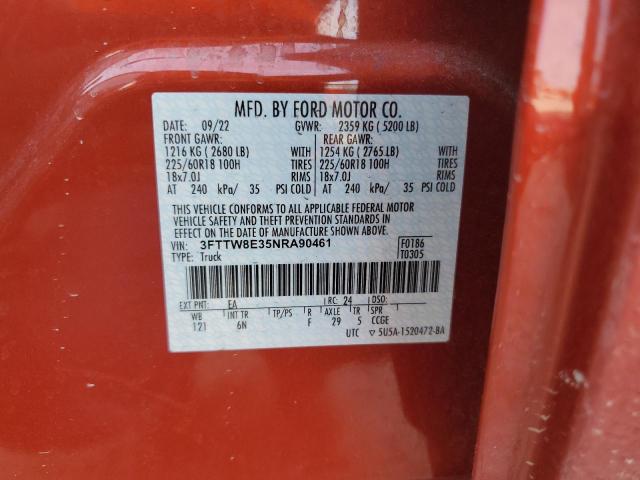 MFD. BY FORD MOTOR CO.
DATE: 09/22 GVWR: 2359 KG ( 5200 LB)
FRONT GAWR: REAR GAWR:
1216 KG ( 2680 LB) WITH 1254 KG ( 2765 LB) WITH
225/60R18 100H TIRES 225/60R18 100H TIRES
18x7.0J RIMS 18x7.0J RIMS
AT 240 kPa/ 35 PSI COLD AT 240 kPa/ 35 PSI COLD
THIS VEHICLE CONFORMS TO ALL APPLICABLE FEDERAL MOTOR
VEHICLE SAFETY AND THEFT PREVENTION STANDARDS IN
EFFECT ON THE DATE OF MANUFACTURE SHOWN ABOVE.
VIN: 3FTTW8E35NRA90461 F0186
TYPE: Truck T0305
EXT PNT: EA RC: 24 DSO:
WB INT TR TP/PS R AXLE TR SPR
121 6N F 29 5 CCGE
UTC ▽ 5U5A-1520472-BA